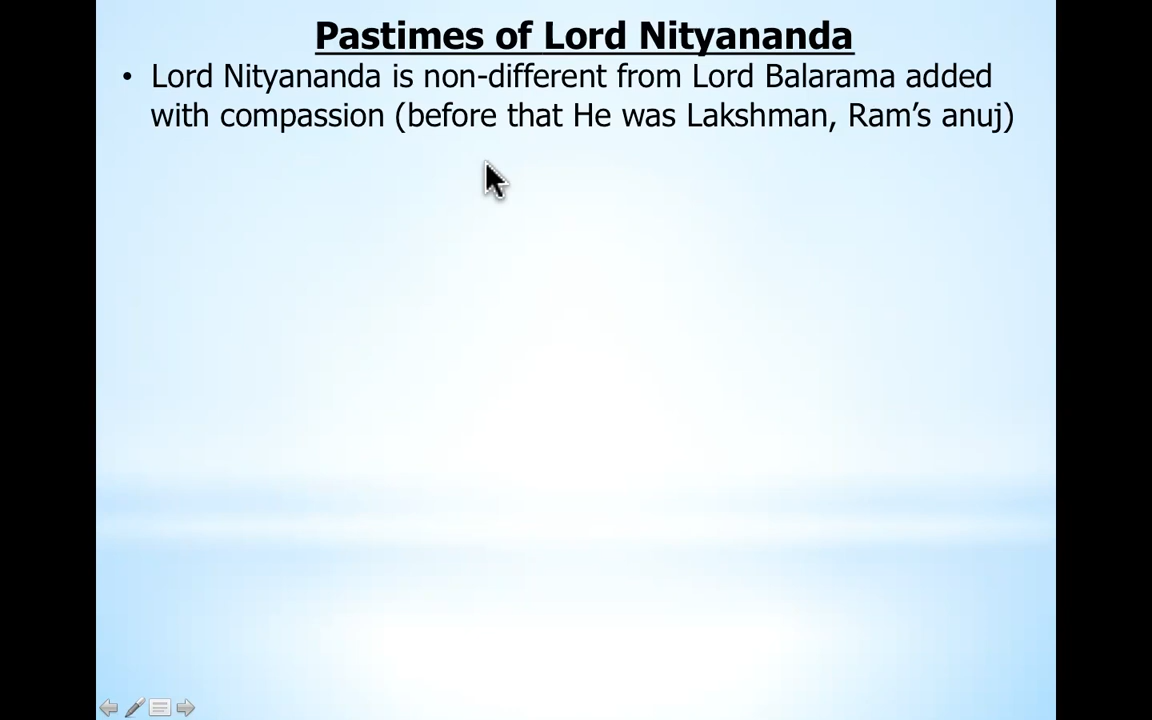 Pastimes of Lord Nityananda
• Lord Nityananda is non-different from Lord Balarama added
with compassion (before that He was Lakshman, Ram’s anuj)